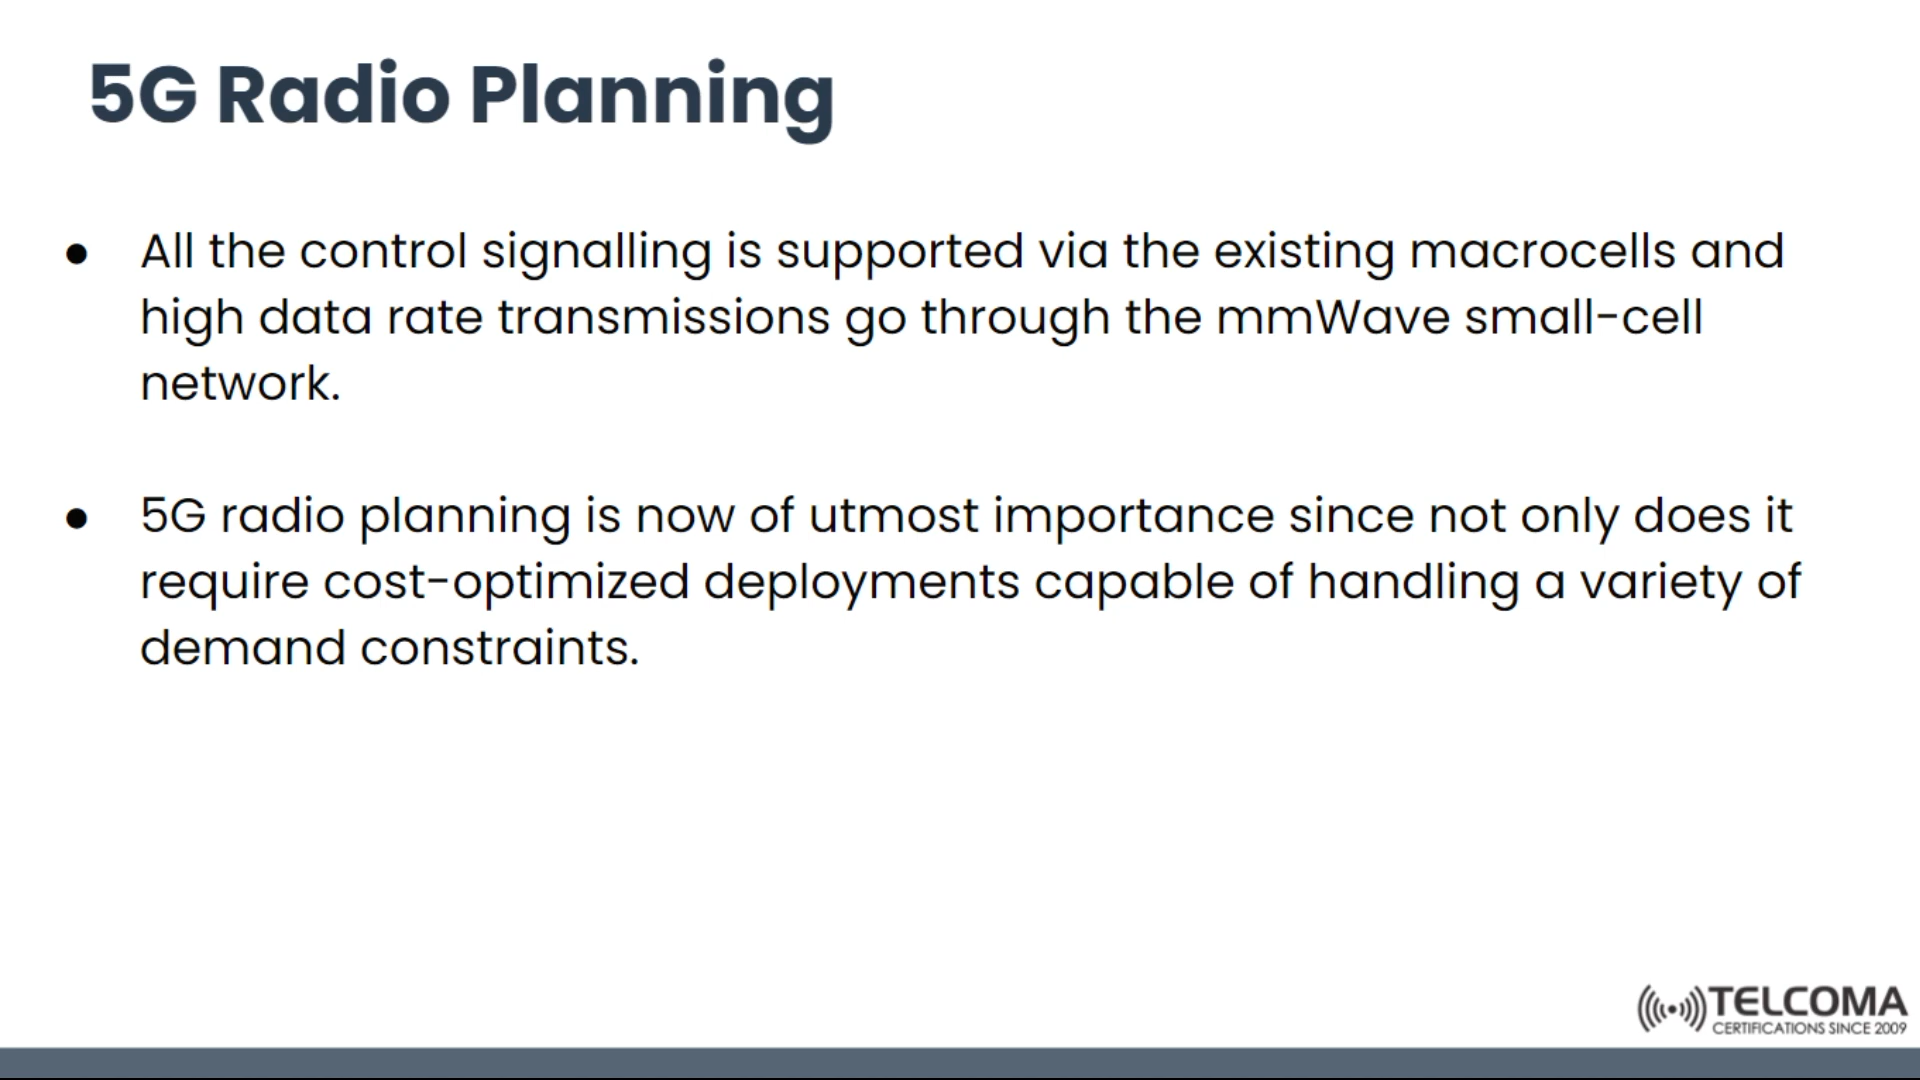 5G Radio Planning
● All the control signalling is supported via the existing macrocells and
high data rate transmissions go through the mmWave small-cell
network.
● 5G radio planning is now of utmost importance since not only does it
require cost-optimized deployments capable of handling a variety of
demand constraints.
TELCOMA
CERTIFICATIONS SINCE 2009